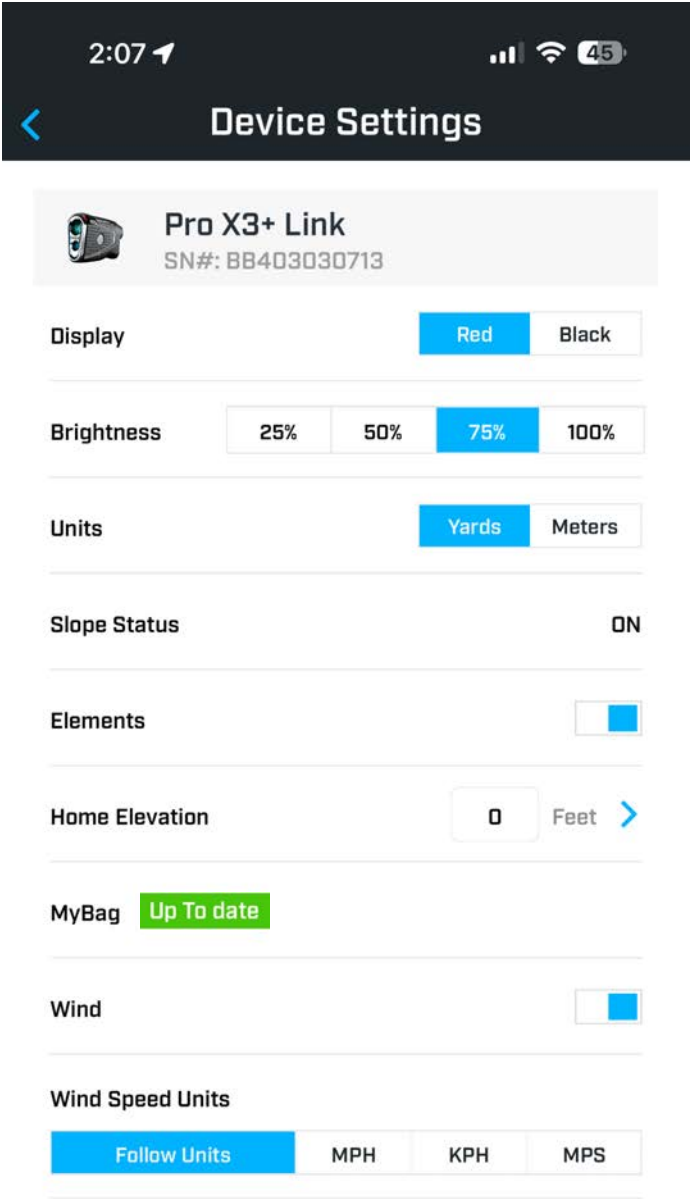 2:07 45
Device Settings
Pro X3+ Link
SN#: BB403030713
Display Red Black
Brightness 25% 50% 75% 100%
Units Yards Meters
Slope Status ON
Elements
Home Elevation 0 Feet
MyBag Up To date
Wind
Wind Speed Units
Follow Units MPH KPH MPS